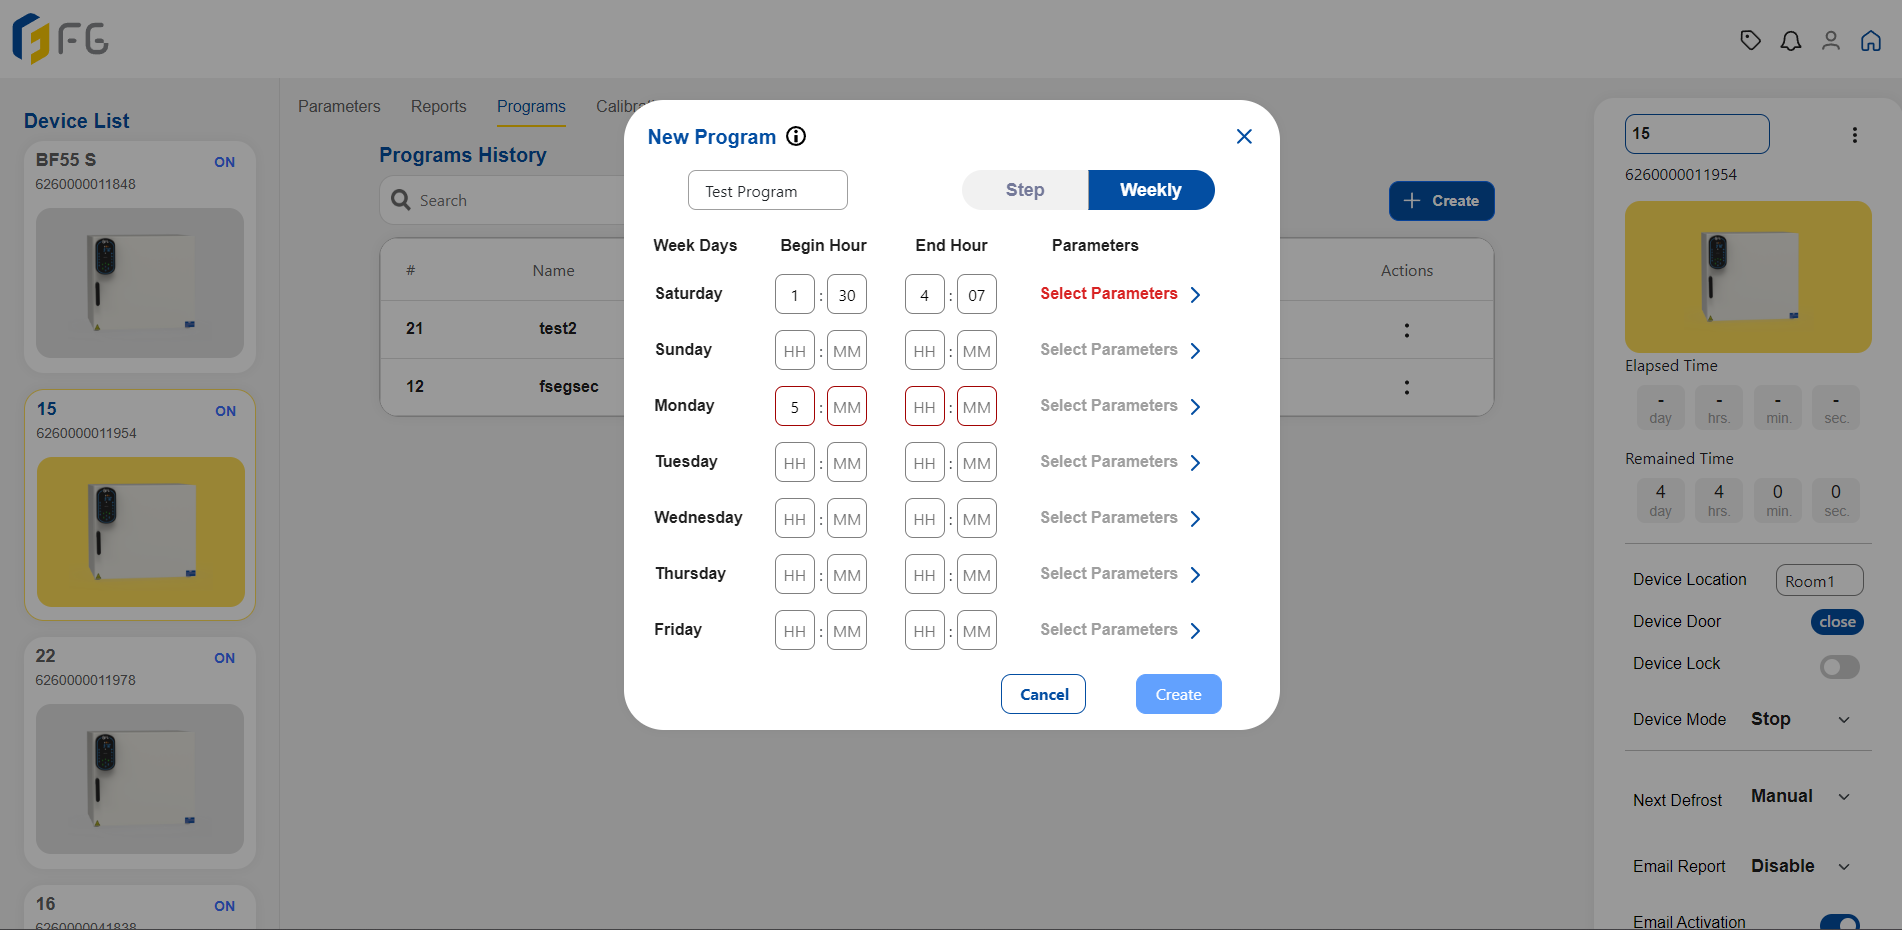 FG
Device List
BF55 S
ON
6260000011848
15
ON
6260000011954
22
ON
6260000011978
16
ON
6260000041838
Parameters Reports Programs Calibrat
Programs History
Search
Create
# Name Actions
21 test2
12 fsegsec
New Program
Test Program
Step Weekly
Week Days Begin Hour End Hour Parameters
Saturday 1 : 30 4 : 07 Select Parameters
Sunday HH : MM HH : MM Select Parameters
Monday 5 : MM HH : MM Select Parameters
Tuesday HH : MM HH : MM Select Parameters
Wednesday HH : MM HH : MM Select Parameters
Thursday HH : MM HH : MM Select Parameters
Friday HH : MM HH : MM Select Parameters
Cancel Create
15
6260000011954
Elapsed Time
- - - -
day hrs. min. sec.
Remained Time
4 4 0 0
day hrs. min. sec.
Device Location Room1
Device Door close
Device Lock
Device Mode Stop
Next Defrost Manual
Email Report Disable
Email Activation